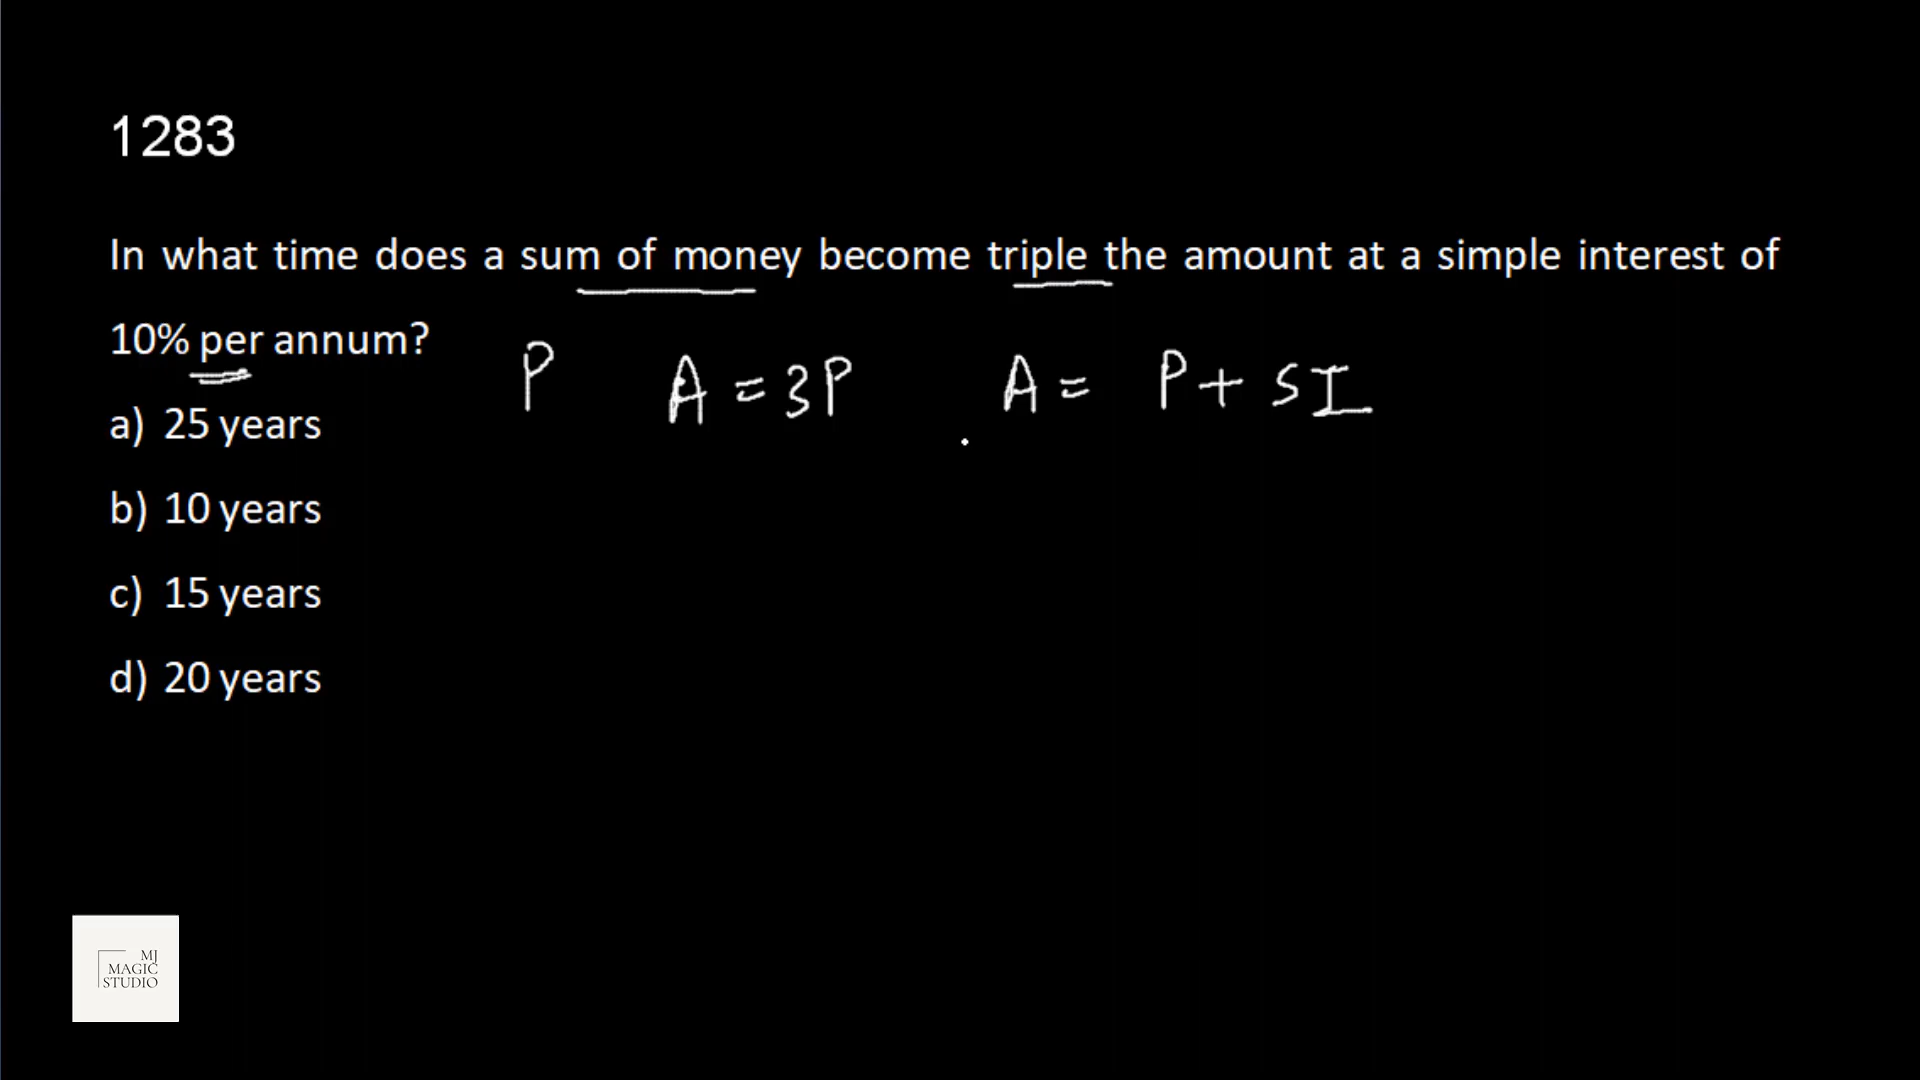 1283
In what time does a sum of money become triple the amount at a simple interest of
10% per annum?
P A = 3P A = P + SI
a) 25 years
b) 10 years
c) 15 years
d) 20 years
MJ
MAGIC
STUDIO